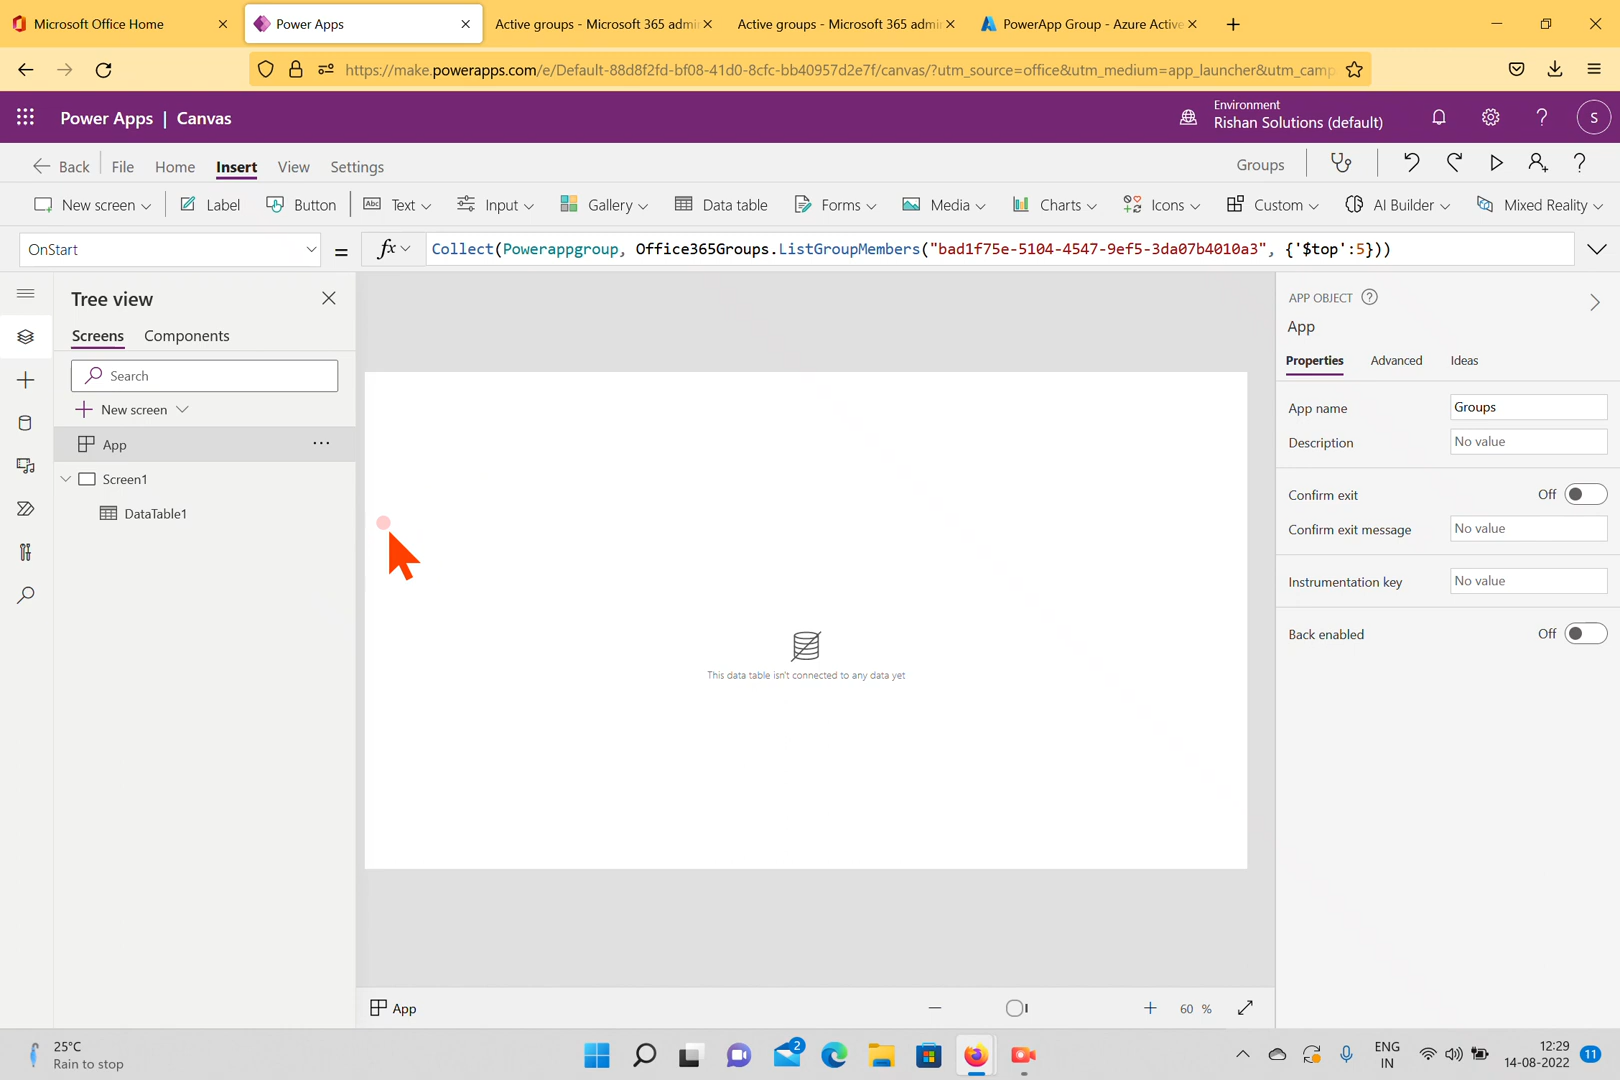 Microsoft Office Home
Power Apps
Active groups - Microsoft 365 admi
Active groups - Microsoft 365 admi
PowerApp Group - Azure Active
https://make.powerapps.com/e/Default-88d8f2fd-bf08-41d0-8cfc-bb40957d2e7f/canvas/?utm_source=office&utm_medium=app_launcher&utm_camp
Power Apps | Canvas
Environment
Rishan Solutions (default)
S
Back
File
Home
Insert
View
Settings
Groups
New screen
Label
Button
Abc Text
Input
Gallery
Data table
Forms
Media
Charts
Icons
Custom
AI Builder
Mixed Reality
OnStart
=
fx
Collect(Powerappgroup, Office365Groups.ListGroupMembers("bad1f75e-5104-4547-9ef5-3da07b4010a3", {'$top':5}))
Tree view
Screens
Components
Search
New screen
App
Screen1
DataTable1
This data table isn't connected to any data yet
APP OBJECT
App
Properties
Advanced
Ideas
App name
Groups
Description
No value
Confirm exit
Off
Confirm exit message
No value
Instrumentation key
No value
Back enabled
Off
App
60 %
25°C
Rain to stop
2
ENG
IN
12:29
14-08-2022
11